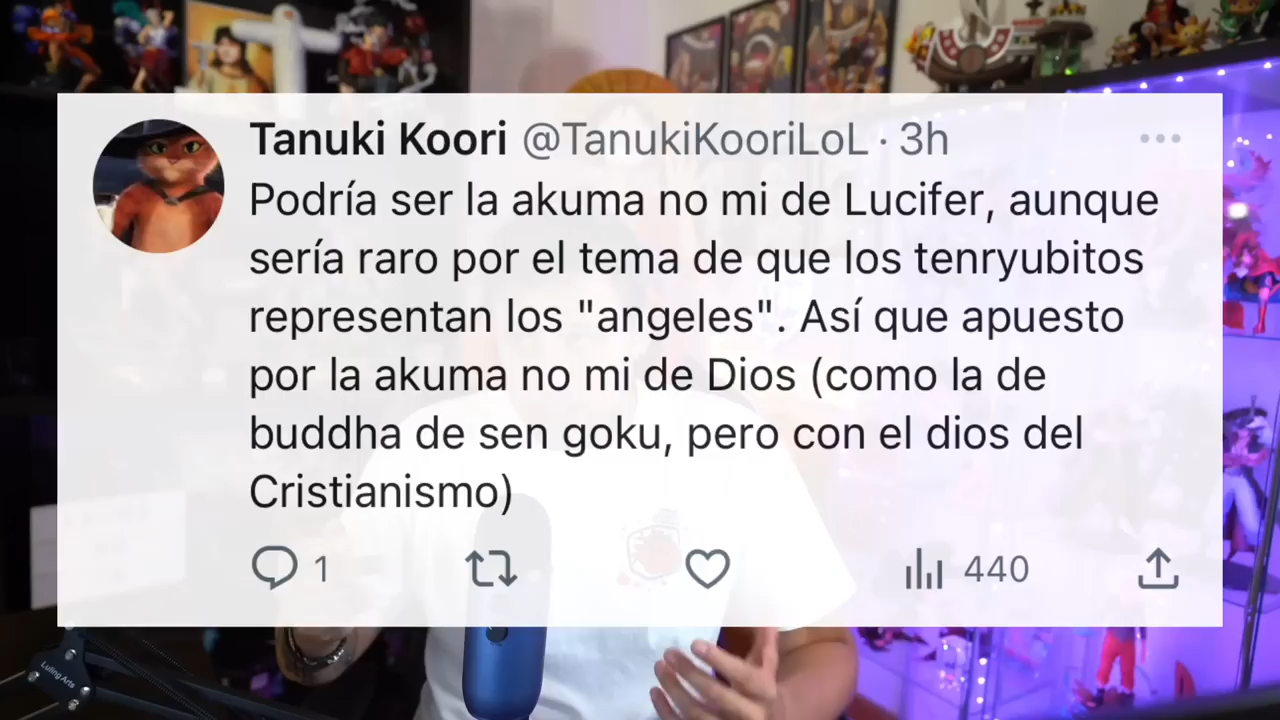 Tanuki Koori @TanukiKooriLoL · 3h
Podría ser la akuma no mi de Lucifer, aunque
sería raro por el tema de que los tenryubitos
representan los "angeles". Así que apuesto
por la akuma no mi de Dios (como la de
buddha de sen goku, pero con el dios del
Cristianismo)
1
440
Luling Arts